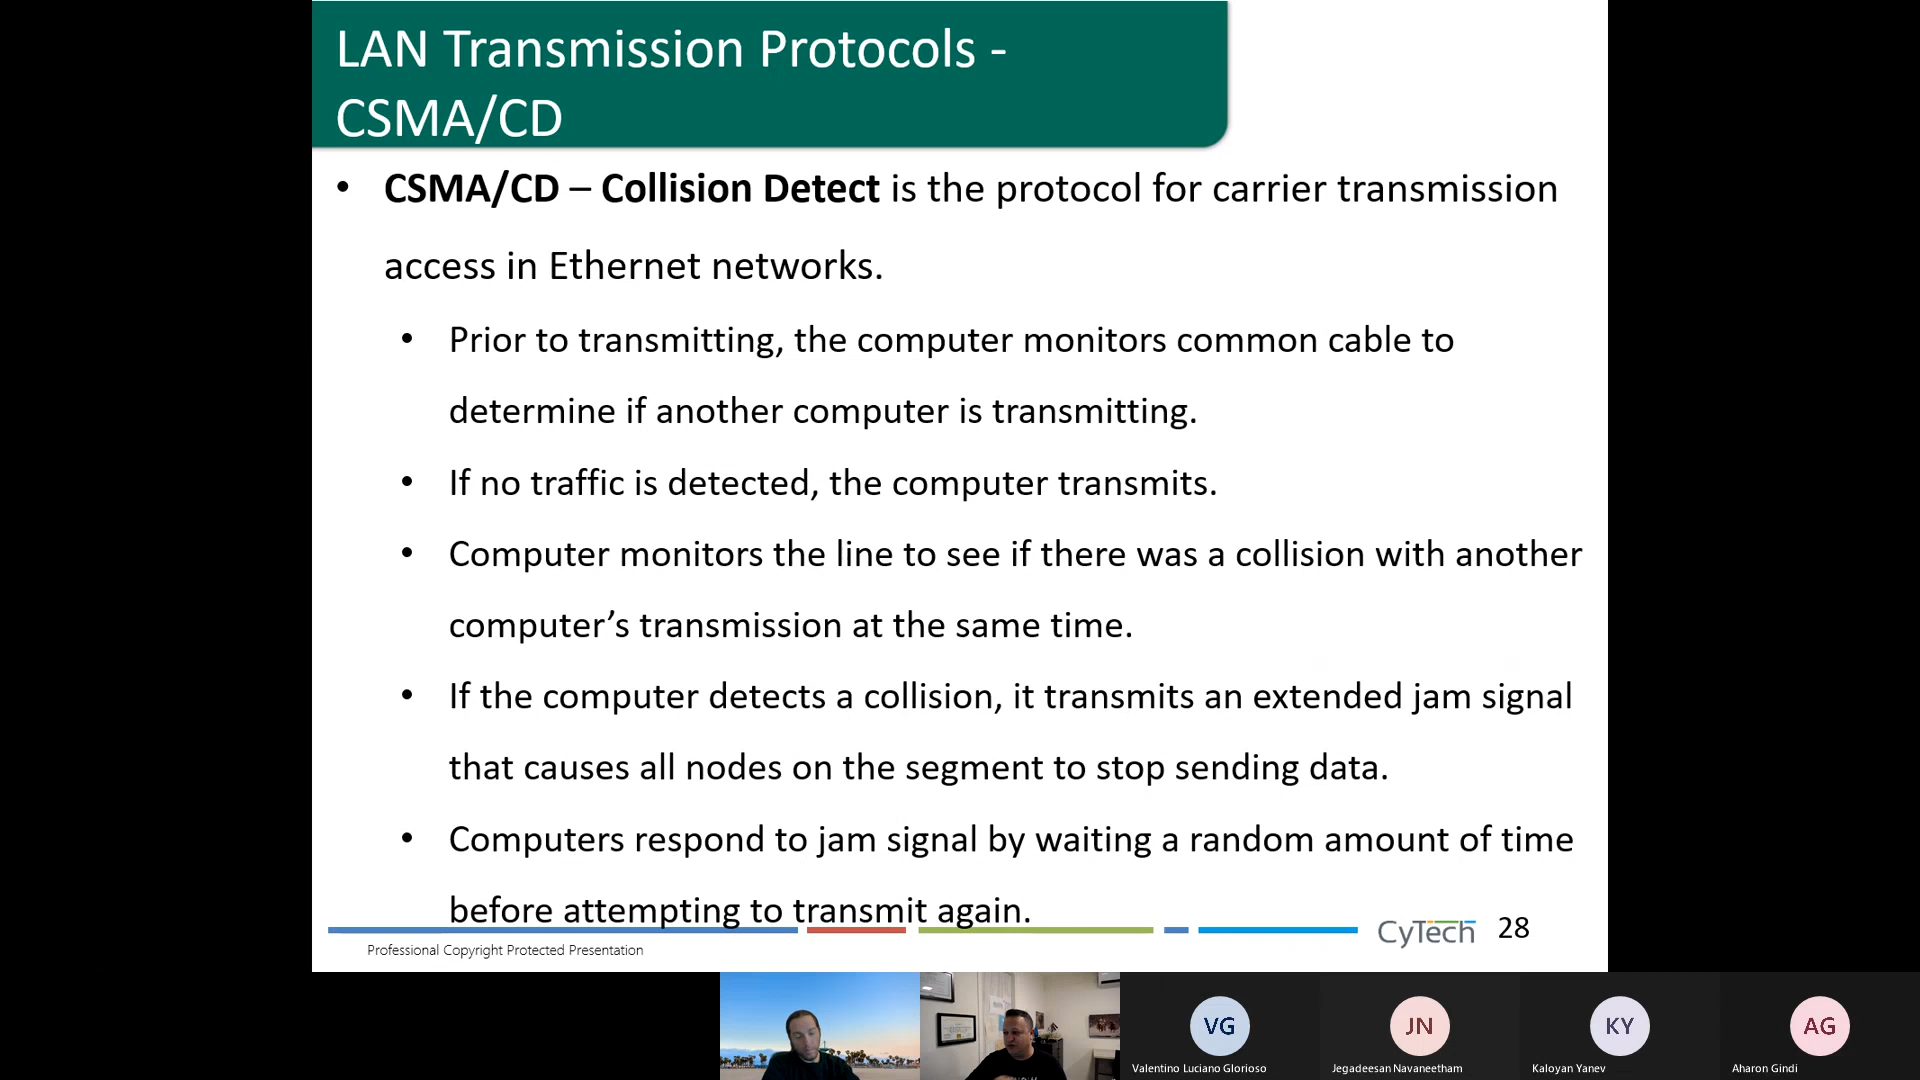 LAN Transmission Protocols -
CSMA/CD
• CSMA/CD – Collision Detect is the protocol for carrier transmission
access in Ethernet networks.
• Prior to transmitting, the computer monitors common cable to
determine if another computer is transmitting.
• If no traffic is detected, the computer transmits.
• Computer monitors the line to see if there was a collision with another
computer’s transmission at the same time.
• If the computer detects a collision, it transmits an extended jam signal
that causes all nodes on the segment to stop sending data.
• Computers respond to jam signal by waiting a random amount of time
before attempting to transmit again.
CyTech 28
Professional Copyright Protected Presentation
VG JN KY AG
Valentino Luciano Glorioso Jegadeesan Navaneetham Kaloyan Yanev Aharon Gindi